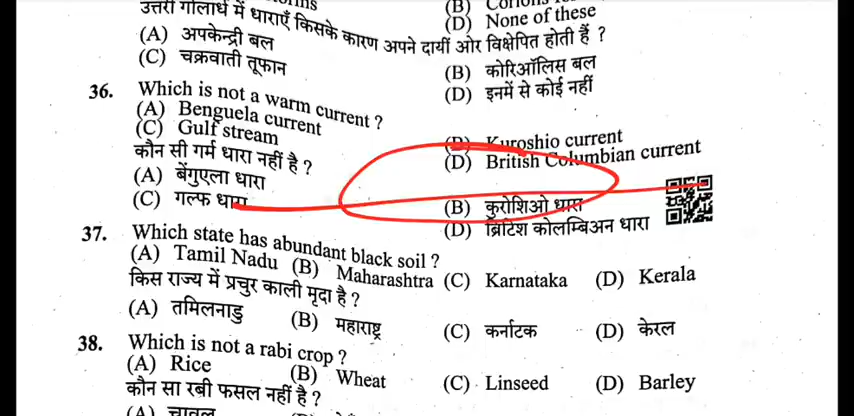 (B)
उत्तरी गोलार्ध में धाराएँ किसके कारण अपने दायीं ओर विक्षेपित होती हैं ?
(D) None of these
(A) अपकेन्द्री बल
(B) कोरिऑलिस बल
(C) चक्रवाती तूफान
(D) इनमें से कोई नहीं
36. Which is not a warm current ?
(A) Benguela current
(B) Kuroshio current
(C) Gulf stream
(D) British Columbian current
कौन सी गर्म धारा नहीं है ?
(A) बेंगुएला धारा
(B) कुरोशिओ धारा
(C) गल्फ धारा
(D) ब्रिटिश कोलम्बिअन धारा
37. Which state has abundant black soil ?
(A) Tamil Nadu (B) Maharashtra (C) Karnataka (D) Kerala
किस राज्य में प्रचुर काली मृदा है ?
(A) तमिलनाडु (B) महाराष्ट्र (C) कर्नाटक (D) केरल
38. Which is not a rabi crop ?
(A) Rice (B) Wheat (C) Linseed (D) Barley
कौन सा रबी फसल नहीं है ?
(A) चावल